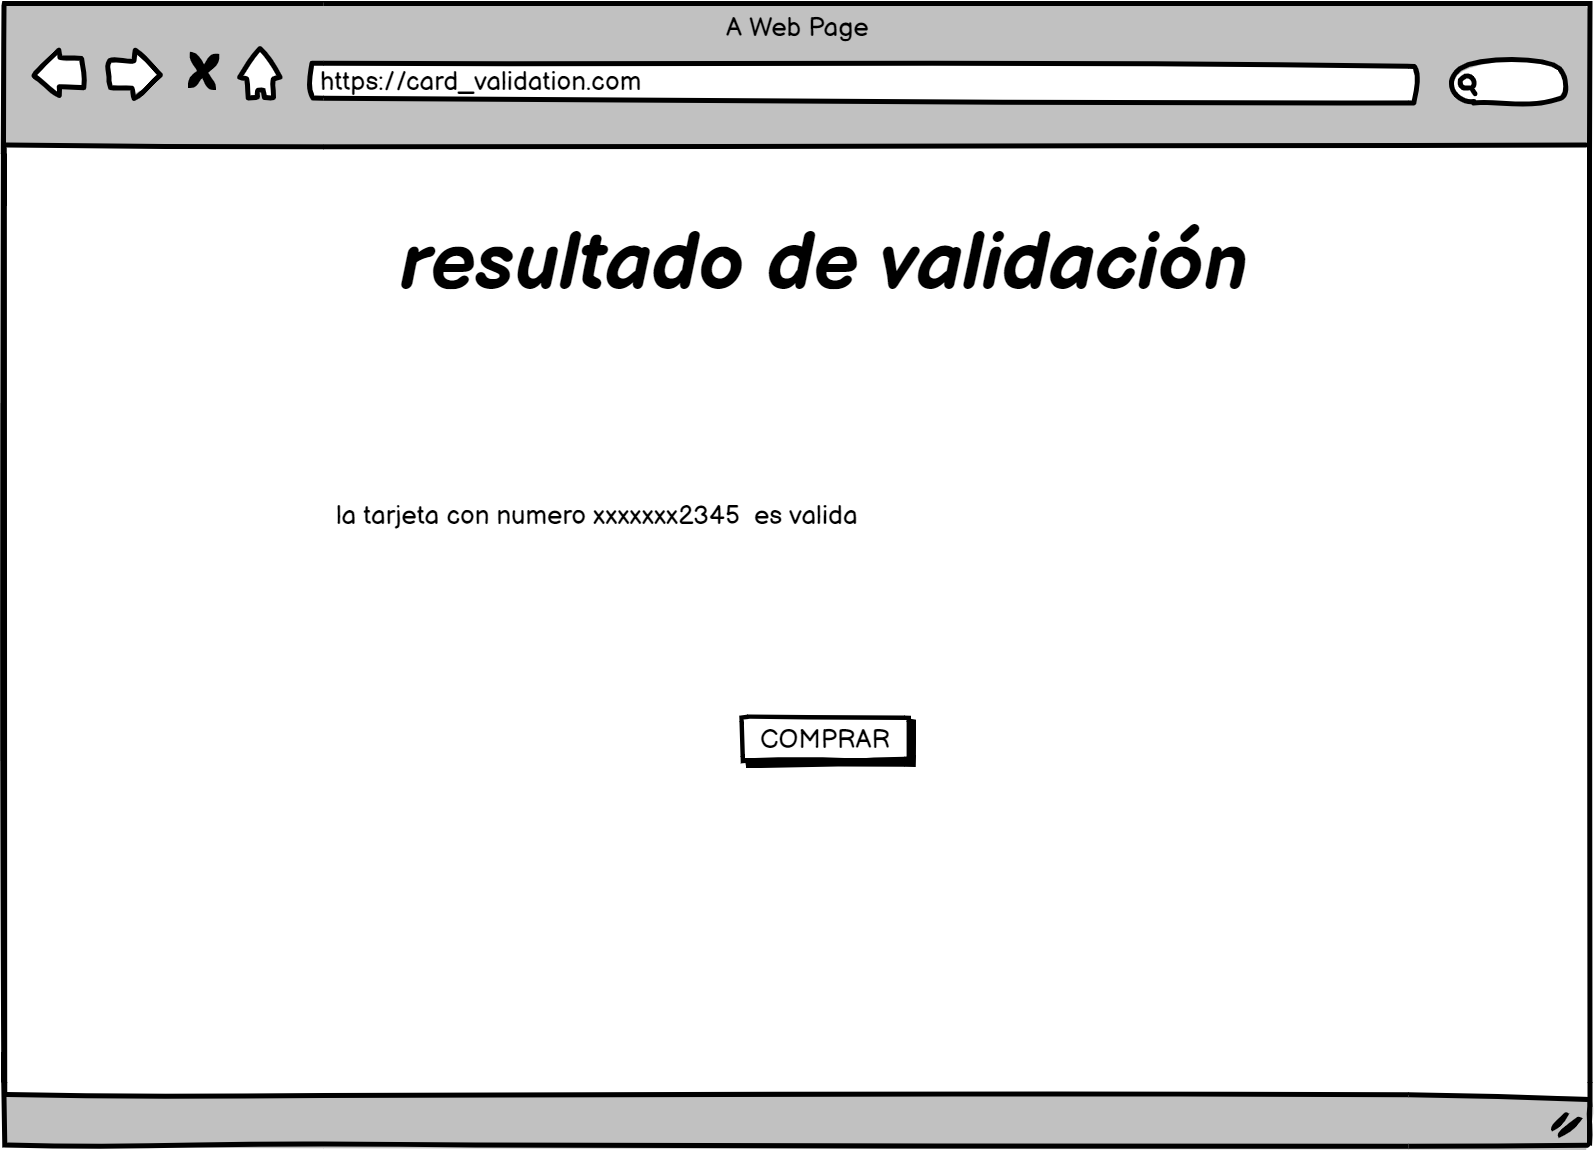 A Web Page
https://card_validation.com
resultado de validación
la tarjeta con numero xxxxxxx2345  es valida
COMPRAR